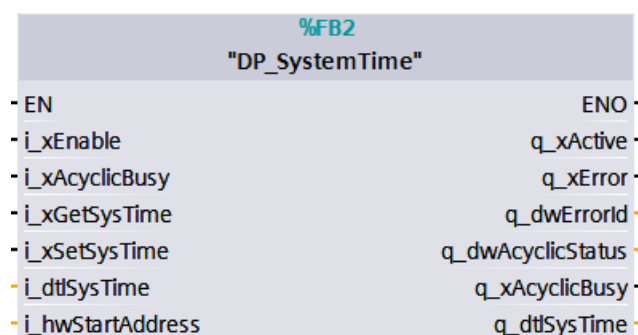 %FB2
"DP_SystemTime"
EN ENO
i_xEnable q_xActive
i_xAcyclicBusy q_xError
i_xGetSysTime q_dwErrorId
i_xSetSysTime q_dwAcyclicStatus
i_dtlSysTime q_xAcyclicBusy
i_hwStartAddress q_dtlSysTime